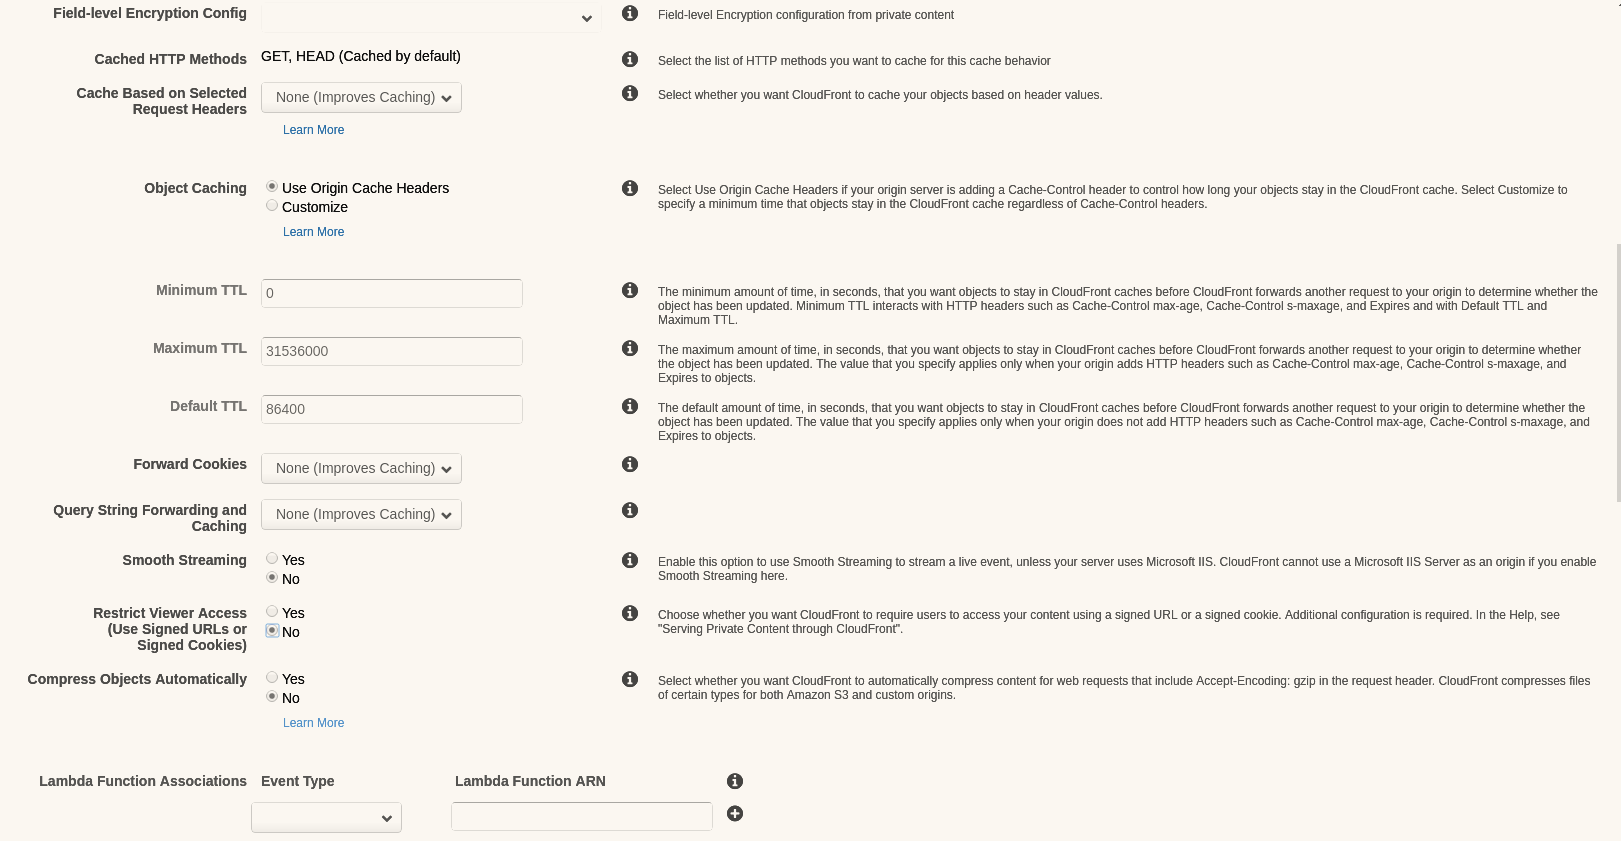 Field-level Encryption Config
Field-level Encryption configuration from private content
Cached HTTP Methods
GET, HEAD (Cached by default)
Select the list of HTTP methods you want to cache for this cache behavior
Cache Based on Selected
Request Headers
None (Improves Caching)
Select whether you want CloudFront to cache your objects based on header values.
Learn More
Object Caching
Use Origin Cache Headers
Customize
Learn More
Select Use Origin Cache Headers if your origin server is adding a Cache-Control header to control how long your objects stay in the CloudFront cache. Select Customize to
specify a minimum time that objects stay in the CloudFront cache regardless of Cache-Control headers.
Minimum TTL
0
The minimum amount of time, in seconds, that you want objects to stay in CloudFront caches before CloudFront forwards another request to your origin to determine whether the
object has been updated. Minimum TTL interacts with HTTP headers such as Cache-Control max-age, Cache-Control s-maxage, and Expires and with Default TTL and
Maximum TTL.
Maximum TTL
31536000
The maximum amount of time, in seconds, that you want objects to stay in CloudFront caches before CloudFront forwards another request to your origin to determine whether
the object has been updated. The value that you specify applies only when your origin adds HTTP headers such as Cache-Control max-age, Cache-Control s-maxage, and
Expires to objects.
Default TTL
86400
The default amount of time, in seconds, that you want objects to stay in CloudFront caches before CloudFront forwards another request to your origin to determine whether the
object has been updated. The value that you specify applies only when your origin does not add HTTP headers such as Cache-Control max-age, Cache-Control s-maxage, and
Expires to objects.
Forward Cookies
None (Improves Caching)
Query String Forwarding and
Caching
None (Improves Caching)
Smooth Streaming
Yes
No
Enable this option to use Smooth Streaming to stream a live event, unless your server uses Microsoft IIS. CloudFront cannot use a Microsoft IIS Server as an origin if you enable
Smooth Streaming here.
Restrict Viewer Access
(Use Signed URLs or
Signed Cookies)
Yes
No
Choose whether you want CloudFront to require users to access your content using a signed URL or a signed cookie. Additional configuration is required. In the Help, see
"Serving Private Content through CloudFront".
Compress Objects Automatically
Yes
No
Learn More
Select whether you want CloudFront to automatically compress content for web requests that include Accept-Encoding: gzip in the request header. CloudFront compresses files
of certain types for both Amazon S3 and custom origins.
Lambda Function Associations
Event Type
Lambda Function ARN